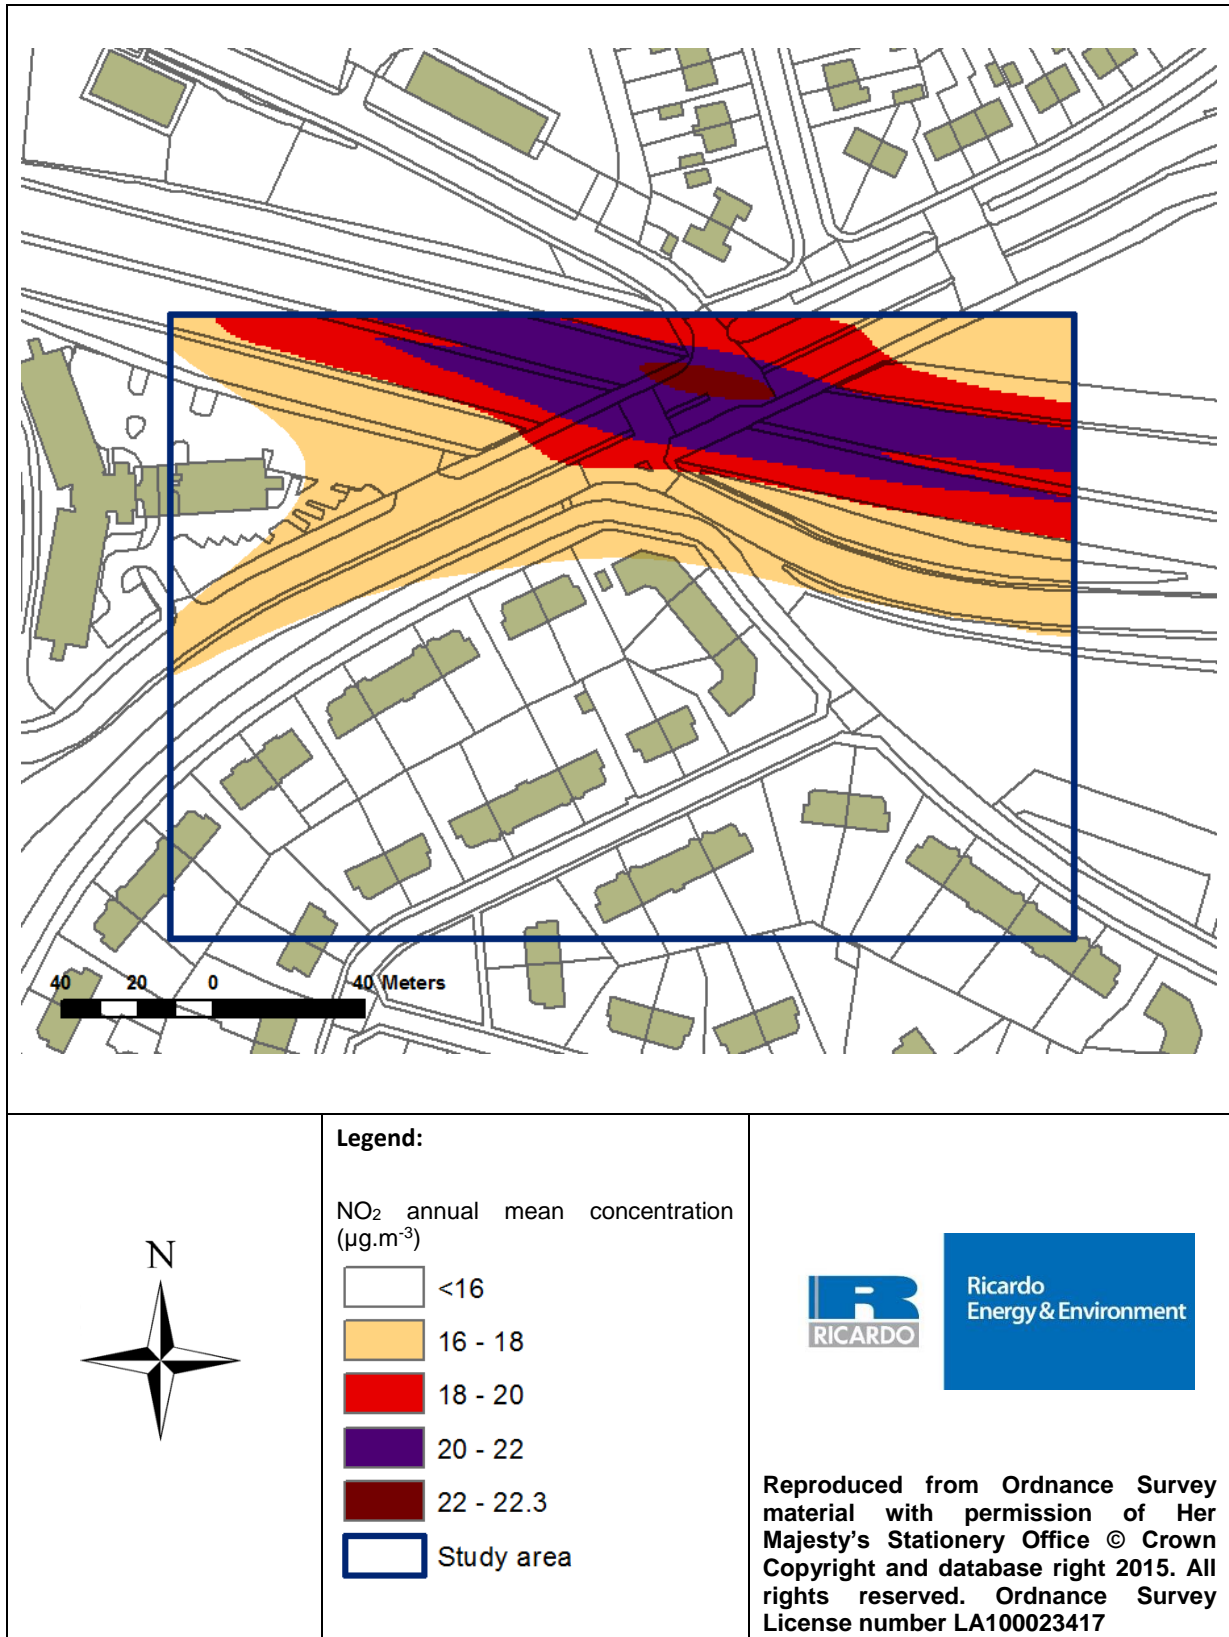 40 20 0 40 Meters
N
Legend:
NO₂ annual mean concentration
(µg.m⁻³)
<16
16 - 18
18 - 20
20 - 22
22 - 22.3
Study area
R
RICARDO
Ricardo
Energy & Environment
Reproduced from Ordnance Survey
material with permission of Her
Majesty’s Stationery Office © Crown
Copyright and database right 2015. All
rights reserved. Ordnance Survey
License number LA100023417